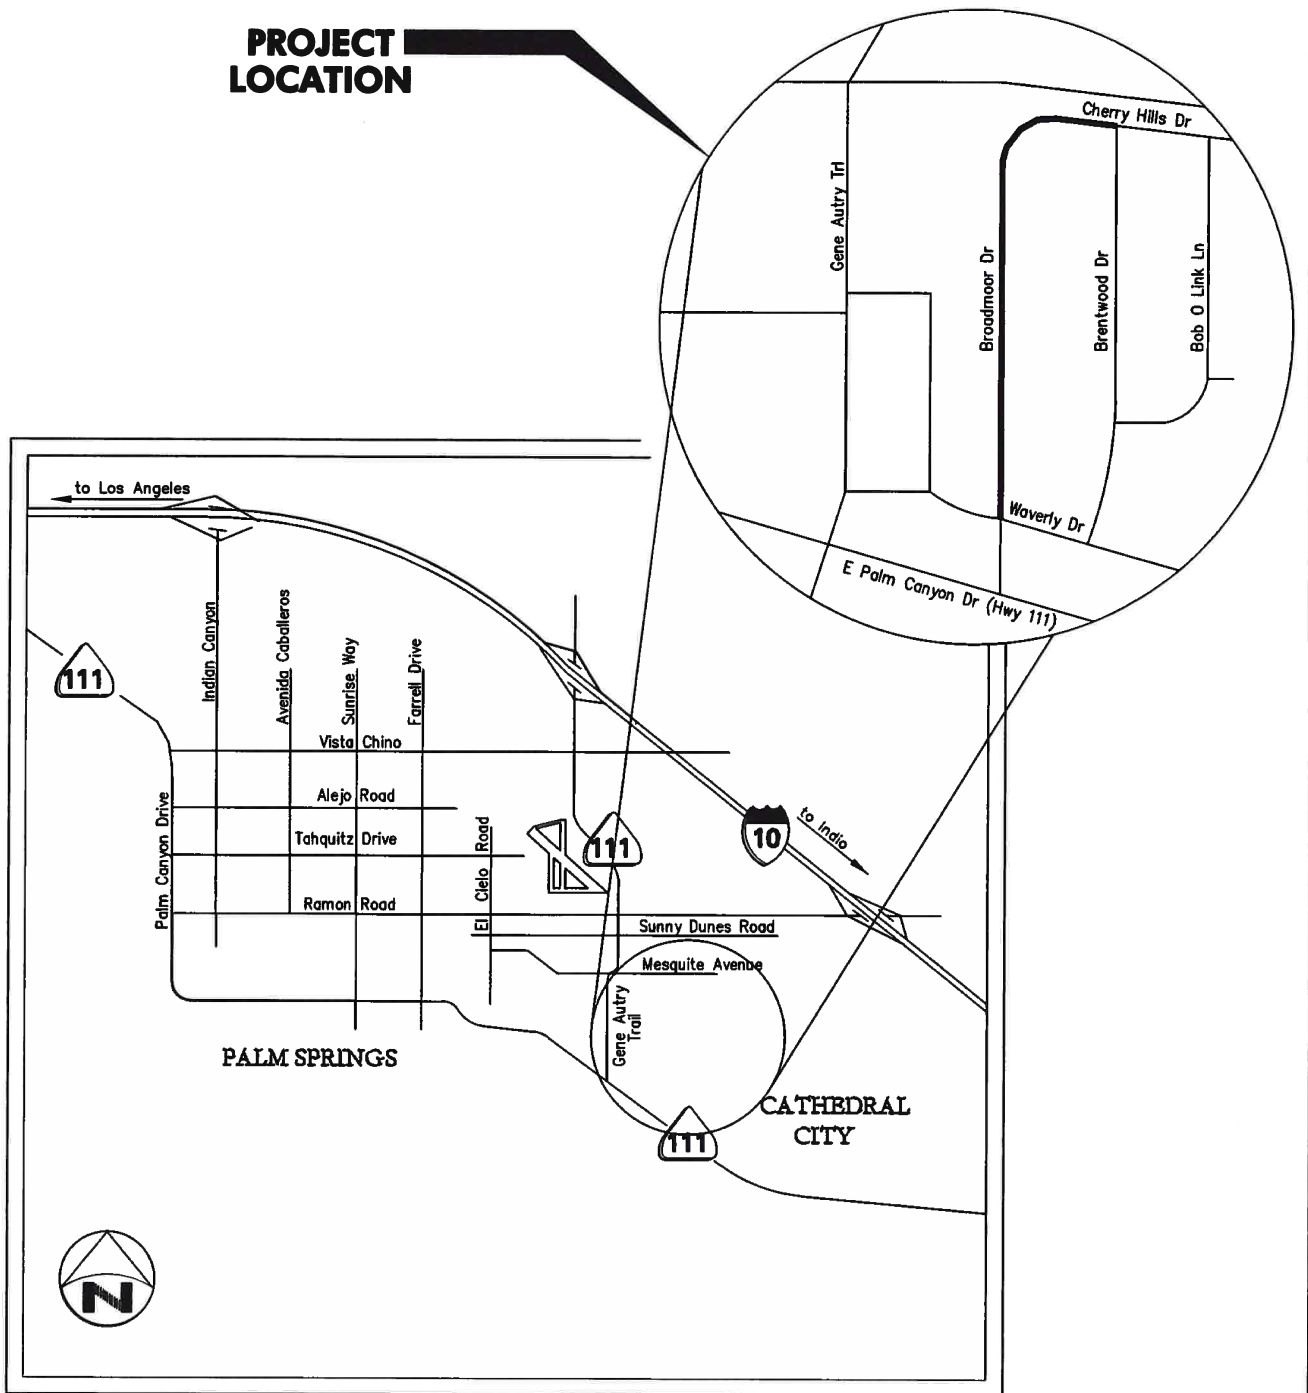 PROJECT
LOCATION
Cherry Hills Dr
Gene Autry Trl
Broadmoor Dr
Brentwood Dr
Bob O Link Ln
Waverly Dr
E Palm Canyon Dr (Hwy 111)
to Los Angeles
111
Indian Canyon
Avenida Caballeros
Sunrise Way
Farrell Drive
Vista Chino
Alejo Road
Tahquitz Drive
Ramon Road
Palm Canyon Drive
El Cielo Road
111
10
to Indio
Sunny Dunes Road
Mesquite Avenue
Gene Autry
Trail
PALM SPRINGS
CATHEDRAL
CITY
111
N